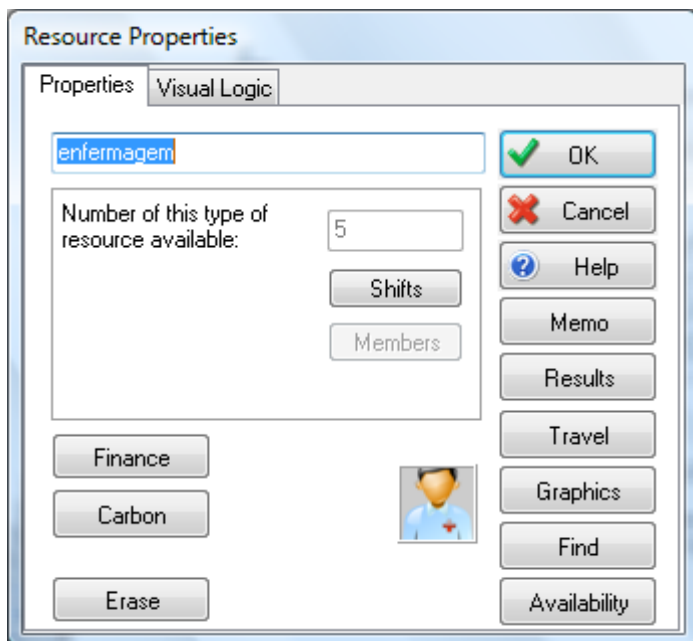 Resource Properties
Properties
Visual Logic
enfermagem
OK
Number of this type of
resource available:
5
Cancel
Help
Shifts
Memo
Members
Results
Travel
Finance
Graphics
Carbon
Find
Erase
Availability